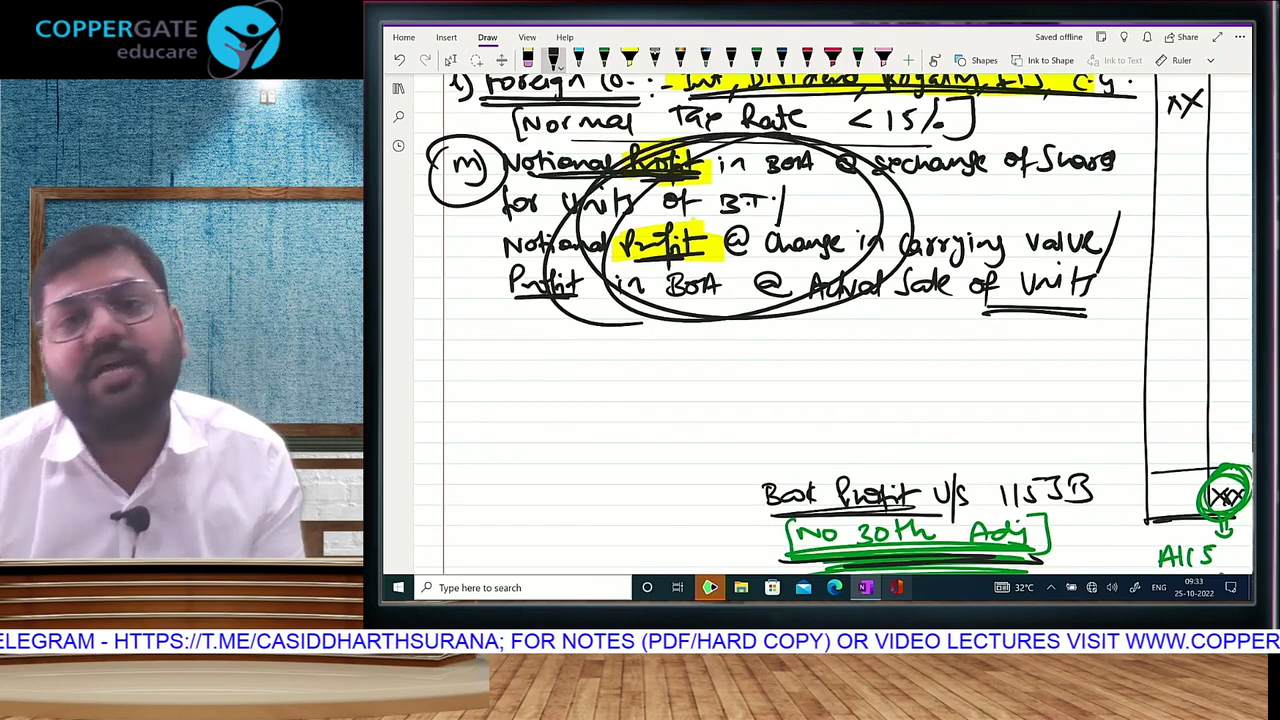 COPPERGATE
educare
Home Insert Draw View Help
Saved offline
Share
Shapes
Ink to Shape
Ink to Text
Ruler
l) Foreign Co. :- Int, Dividend, Royalty, FTS, C.G.
[Normal Tax Rate < 15%]
XX
(m) Notional Profit in BOA @ exchange of Shares
for Units of B.T./
Notional Profit @ Change in carrying value/
Profit in BOA @ Actual Sale of Units
Book Profit U/s 115JB
XXX
[No 30th Adj]
A115
Type here to search
32°C
ENG
09:33
25-10-2022
ELEGRAM - HTTPS://T.ME/CASIDDHARTHSURANA; FOR NOTES (PDF/HARD COPY) OR VIDEO LECTURES VISIT WWW.COPPER